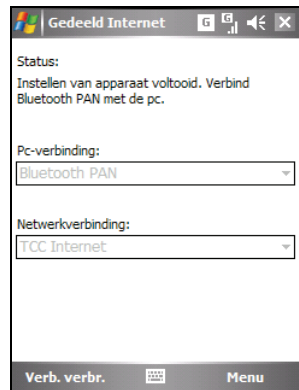 Gedeeld Internet
G
G
Status:
Instellen van apparaat voltooid. Verbind
Bluetooth PAN met de pc.
Pc-verbinding:
Bluetooth PAN
Netwerkverbinding:
TCC Internet
Verb. verbr.
Menu